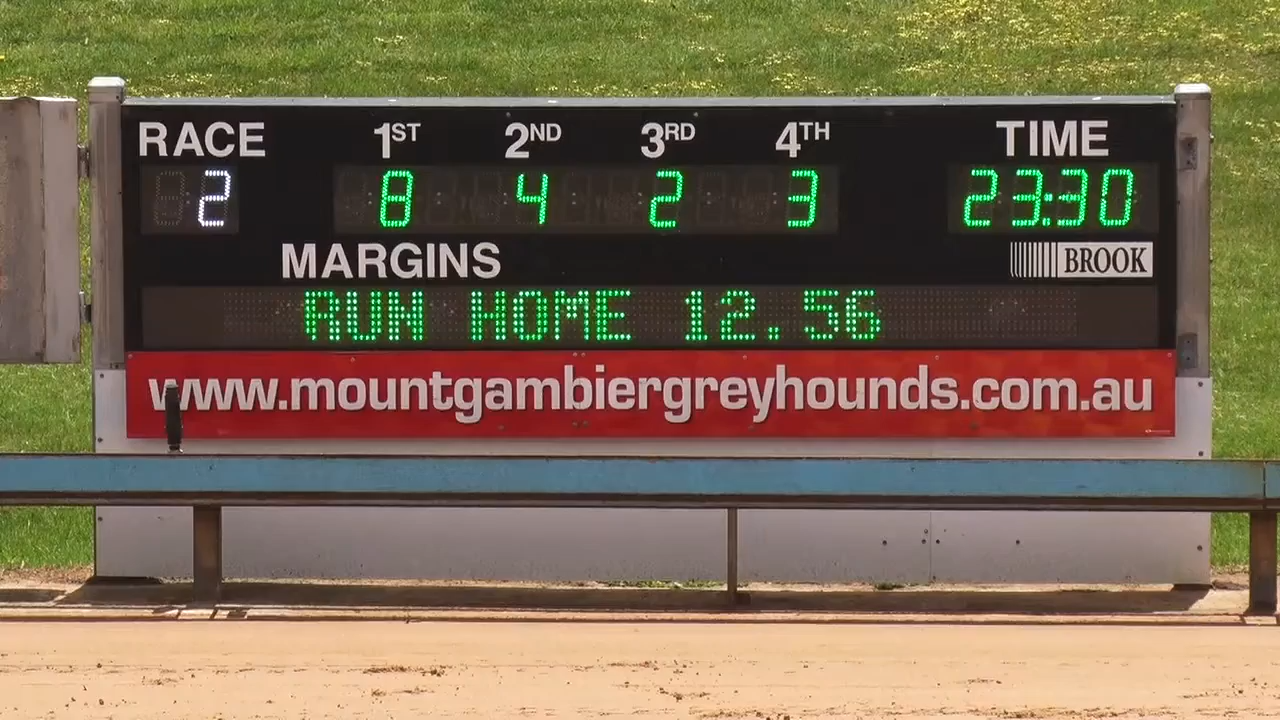 RACE 1ST 2ND 3RD 4TH TIME
2 8 4 2 3 23:30
MARGINS
BROOK
RUN HOME 12.56
www.mountgambiergreyhounds.com.au